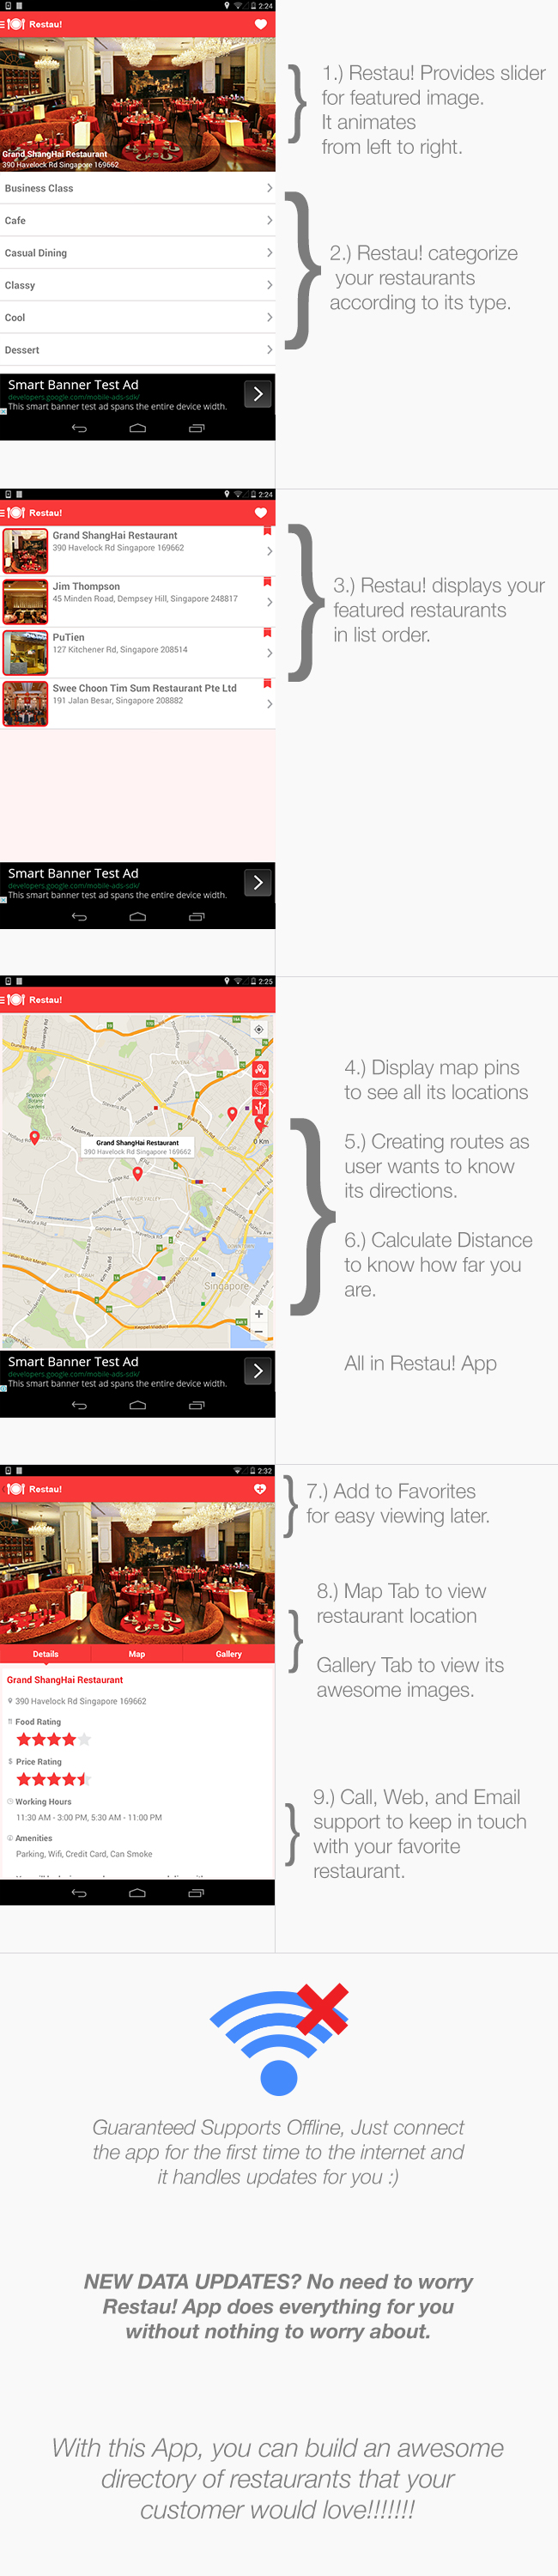 2:24
Restau!
Grand ShangHai Restaurant
390 Havelock Rd Singapore 169662
Business Class
Cafe
Casual Dining
Classy
Cool
Dessert
Smart Banner Test Ad
developers.google.com/mobile-ads-sdk/
This smart banner test ad spans the entire device width.
1.) Restau! Provides slider
for featured image.
It animates
from left to right.
2.) Restau! categorize
your restaurants
according to its type.
2:24
Restau!
Grand ShangHai Restaurant
390 Havelock Rd Singapore 169662
Jim Thompson
45 Minden Road, Dempsey Hill, Singapore 248817
PuTien
127 Kitchener Rd, Singapore 208514
Swee Choon Tim Sum Restaurant Pte Ltd
191 Jalan Besar, Singapore 208882
Smart Banner Test Ad
developers.google.com/mobile-ads-sdk/
This smart banner test ad spans the entire device width.
3.) Restau! displays your
featured restaurants
in list order.
2:25
Restau!
Grand ShangHai Restaurant
390 Havelock Rd Singapore 169662
0 Km
Singapore
Smart Banner Test Ad
developers.google.com/mobile-ads-sdk/
This smart banner test ad spans the entire device width.
4.) Display map pins
to see all its locations
5.) Creating routes as
user wants to know
its directions.
6.) Calculate Distance
to know how far you
are.
All in Restau! App
2:32
Restau!
Details
Map
Gallery
Grand ShangHai Restaurant
390 Havelock Rd Singapore 169662
Food Rating
Price Rating
Working Hours
11:30 AM - 3:00 PM, 5:30 AM - 11:00 PM
Amenities
Parking, Wifi, Credit Card, Can Smoke
7.) Add to Favorites
for easy viewing later.
8.) Map Tab to view
restaurant location
Gallery Tab to view its
awesome images.
9.) Call, Web, and Email
support to keep in touch
with your favorite
restaurant.
Guaranteed Supports Offline, Just connect
the app for the first time to the internet and
it handles updates for you :)
NEW DATA UPDATES? No need to worry
Restau! App does everything for you
without nothing to worry about.
With this App, you can build an awesome
directory of restaurants that your
customer would love!!!!!!!